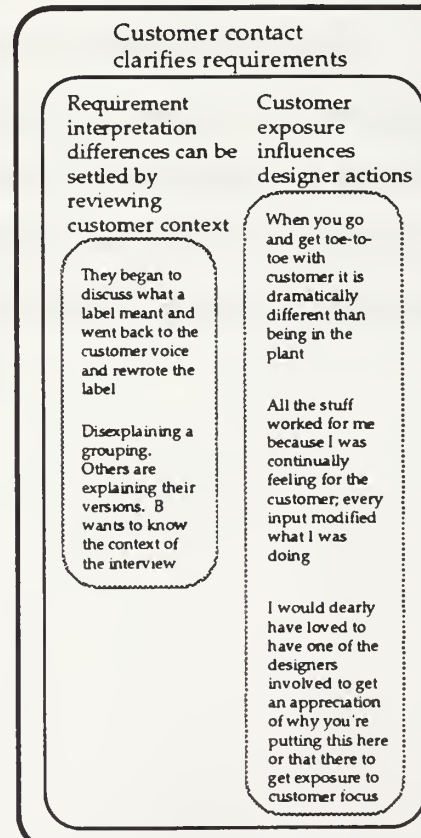 Customer contact
clarifies requirements
Requirement
interpretation
differences can be
settled by
reviewing
customer context
They began to
discuss what a
label meant and
went back to the
customer voice
and rewrote the
label
Disexplaining a
grouping.
Others are
explaining their
versions. B
wants to know
the context of
the interview
Customer
exposure
influences
designer actions
When you go
and get toe-to-
toe with
customer it is
dramatically
different than
being in the
plant
All the stuff
worked for me
because I was
continually
feeling for the
customer; every
input modified
what I was
doing
I would dearly
have loved to
have one of the
designers
involved to get
an appreciation
of why you're
putting this here
or that there to
get exposure to
customer focus